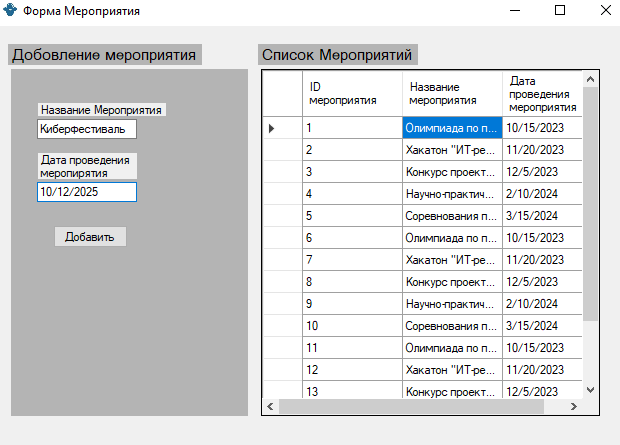 Форма Мероприятия
Добовление мероприятия
Список Мероприятий
Название Мероприятия
Киберфестиваль
Дата проведения
меропирятия
10/12/2025
Добавить
ID
мероприятия
Название
мероприятия
Дата
проведения
мероприятия
1 Олимпиада по п... 10/15/2023
2 Хакатон "ИТ-ре... 11/20/2023
3 Конкурс проект... 12/5/2023
4 Научно-практич... 2/10/2024
5 Соревнования п... 3/15/2024
6 Олимпиада по п... 10/15/2023
7 Хакатон "ИТ-ре... 11/20/2023
8 Конкурс проект... 12/5/2023
9 Научно-практич... 2/10/2024
10 Соревнования п... 3/15/2024
11 Олимпиада по п... 10/15/2023
12 Хакатон "ИТ-ре... 11/20/2023
13 Конкурс проект... 12/5/2023